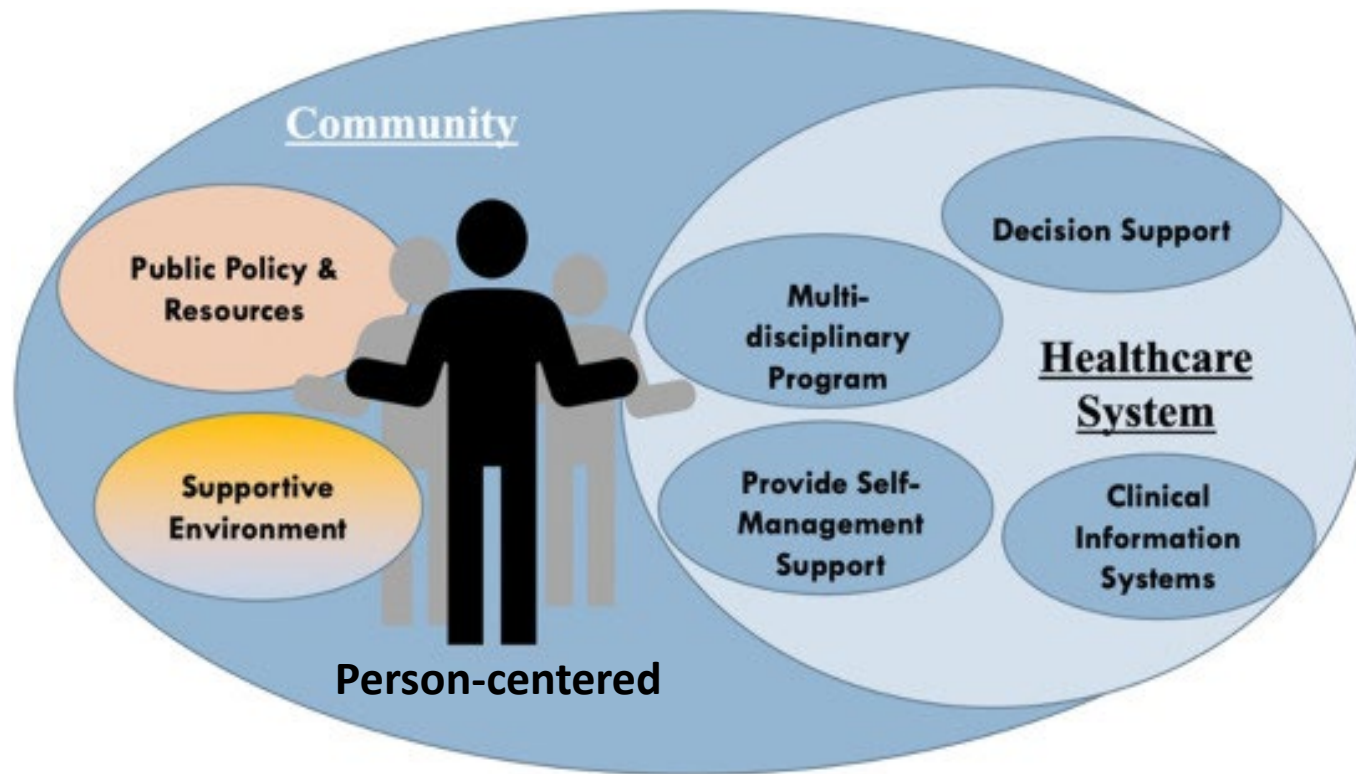 Community
Public Policy &
Resources
Supportive
Environment
Person-centered
Decision Support
Multi-
disciplinary
Program
Healthcare
System
Provide Self-
Management
Support
Clinical
Information
Systems